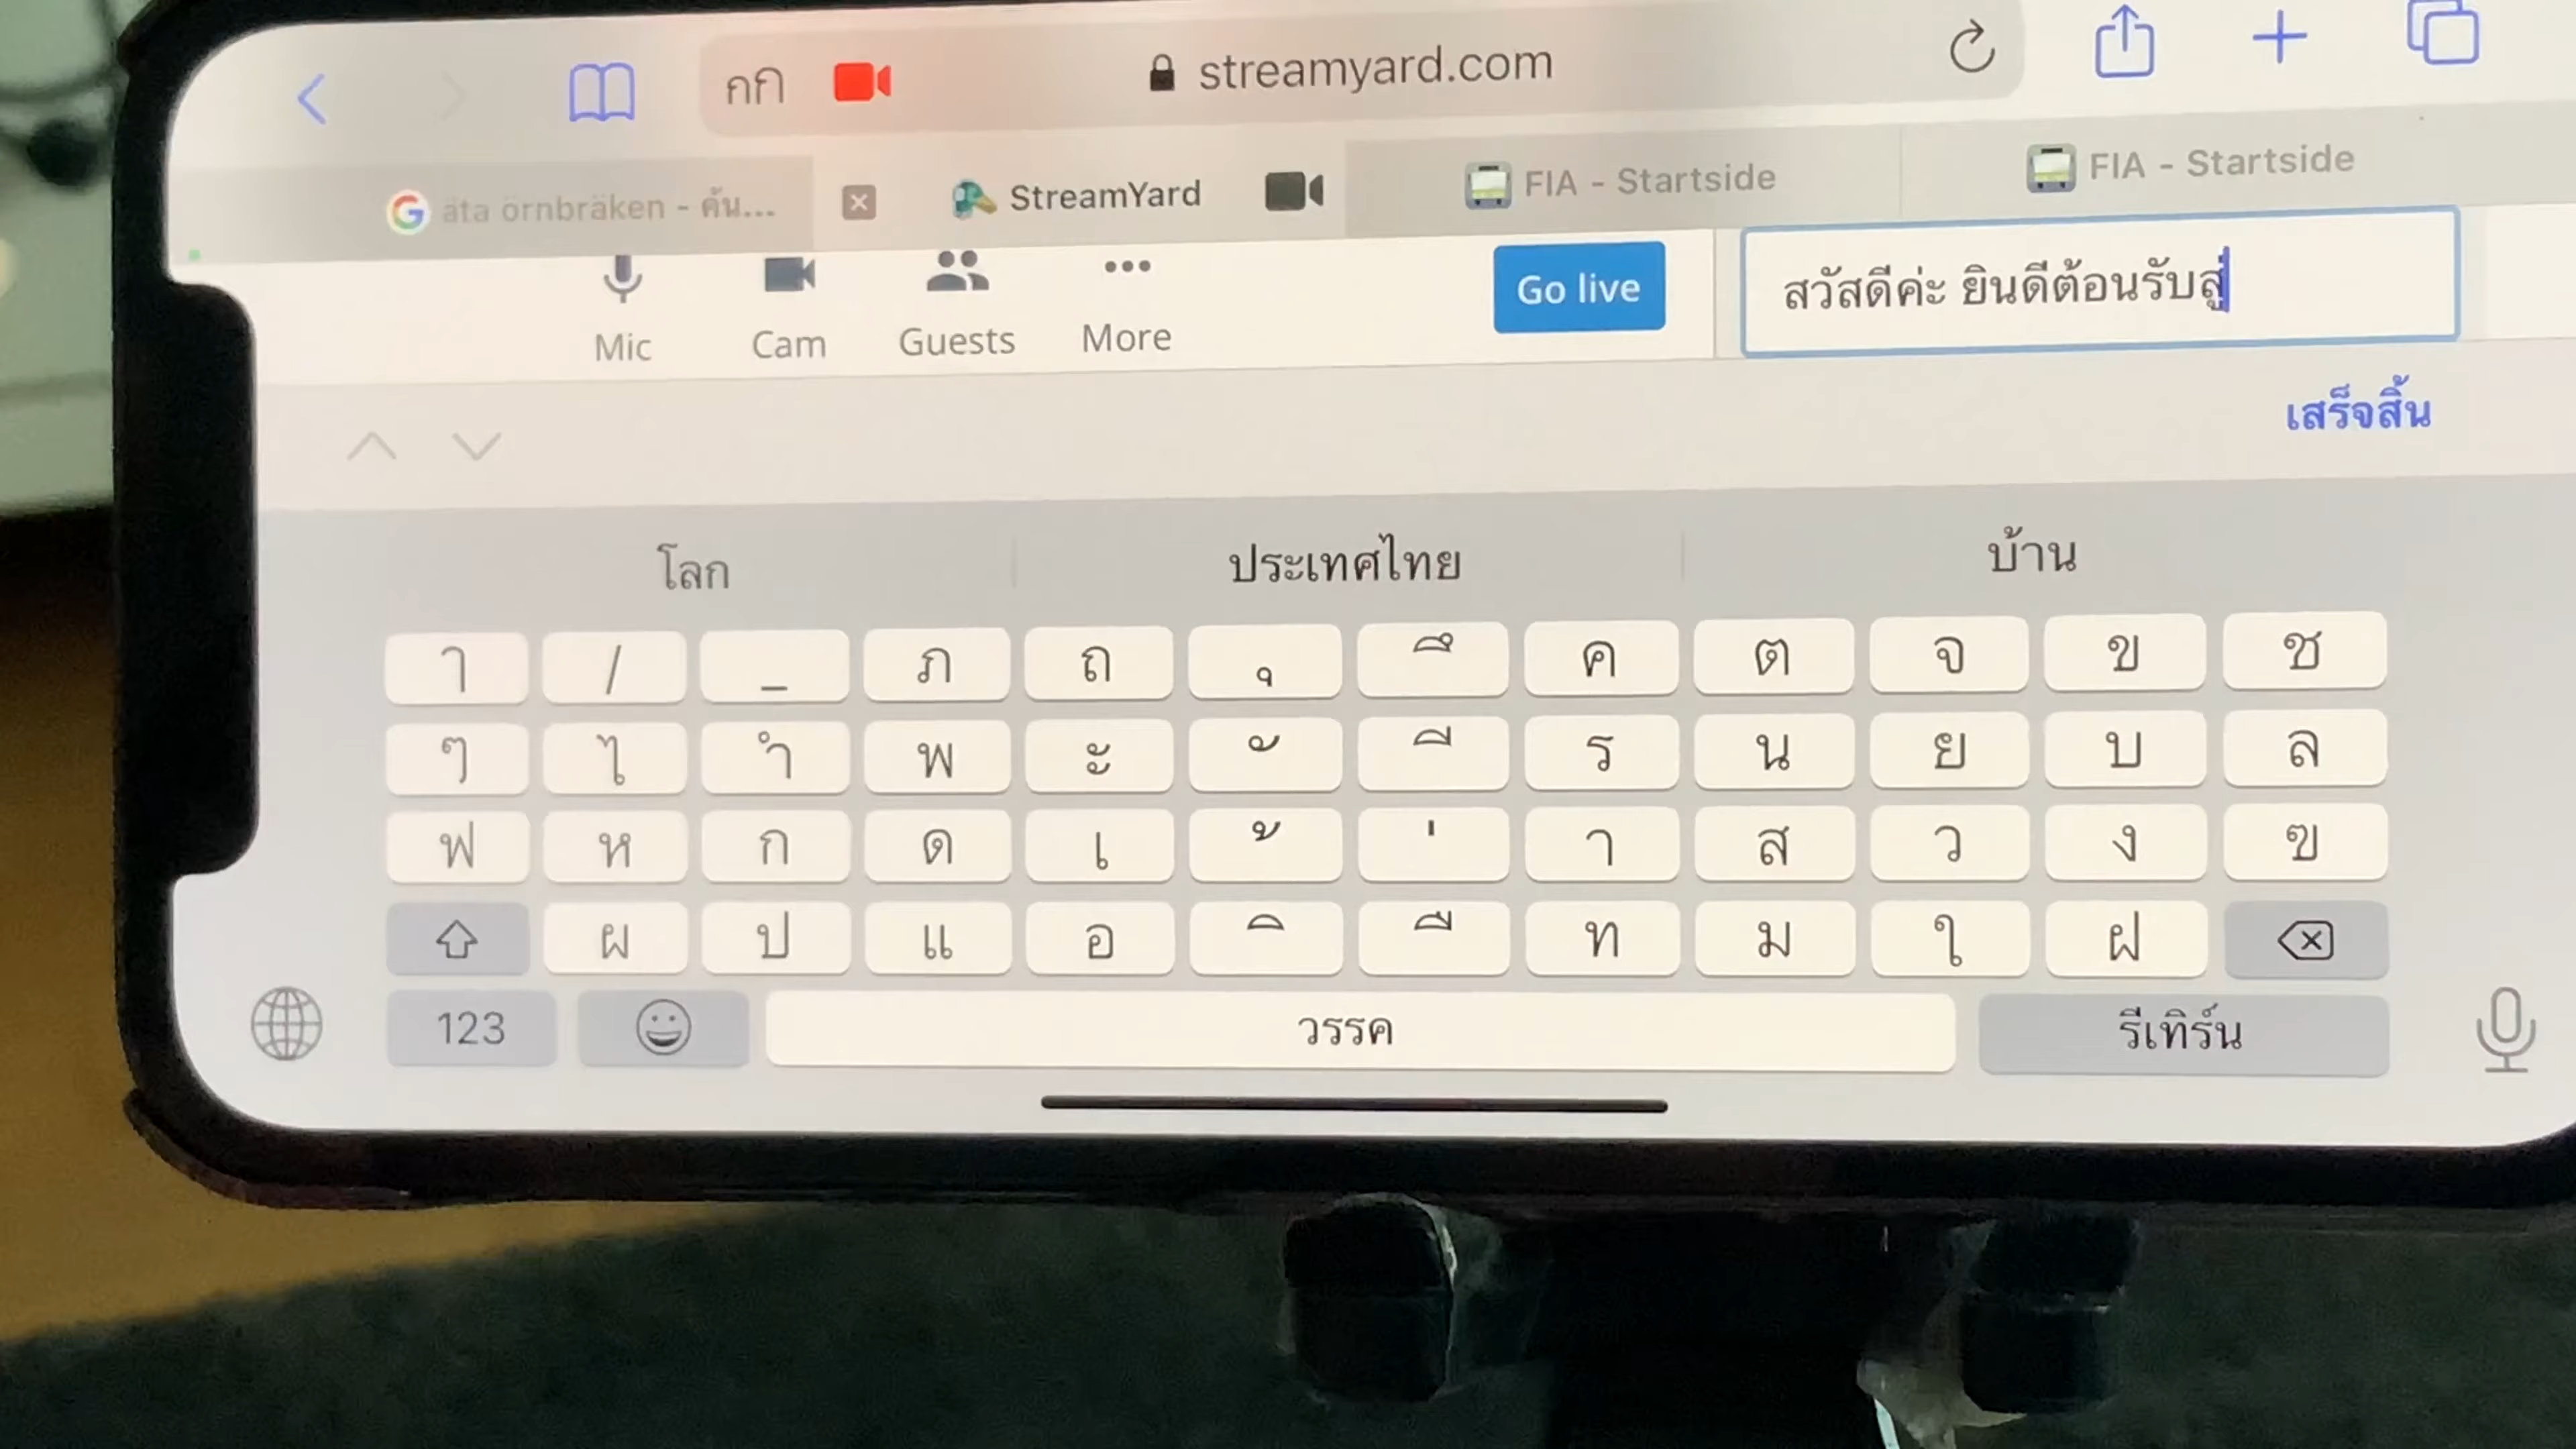 กก streamyard.com
äta örnbräken - ค้น...
StreamYard
FIA - Startside
FIA - Startside
Mic
Cam
Guests
More
Go live
สวัสดีค่ะ ยินดีต้อนรับสู่
เสร็จสิ้น
โลก ประเทศไทย บ้าน
ๅ / _ ภ ถ ุ ึ ค ต จ ข ช
ๆ ไ ำ พ ะ ั ี ร น ย บ ล
ฟ ห ก ด เ ้ ่ า ส ว ง ฃ
ผ ป แ อ ิ ื ท ม ใ ฝ
123 วรรค รีเทิร์น